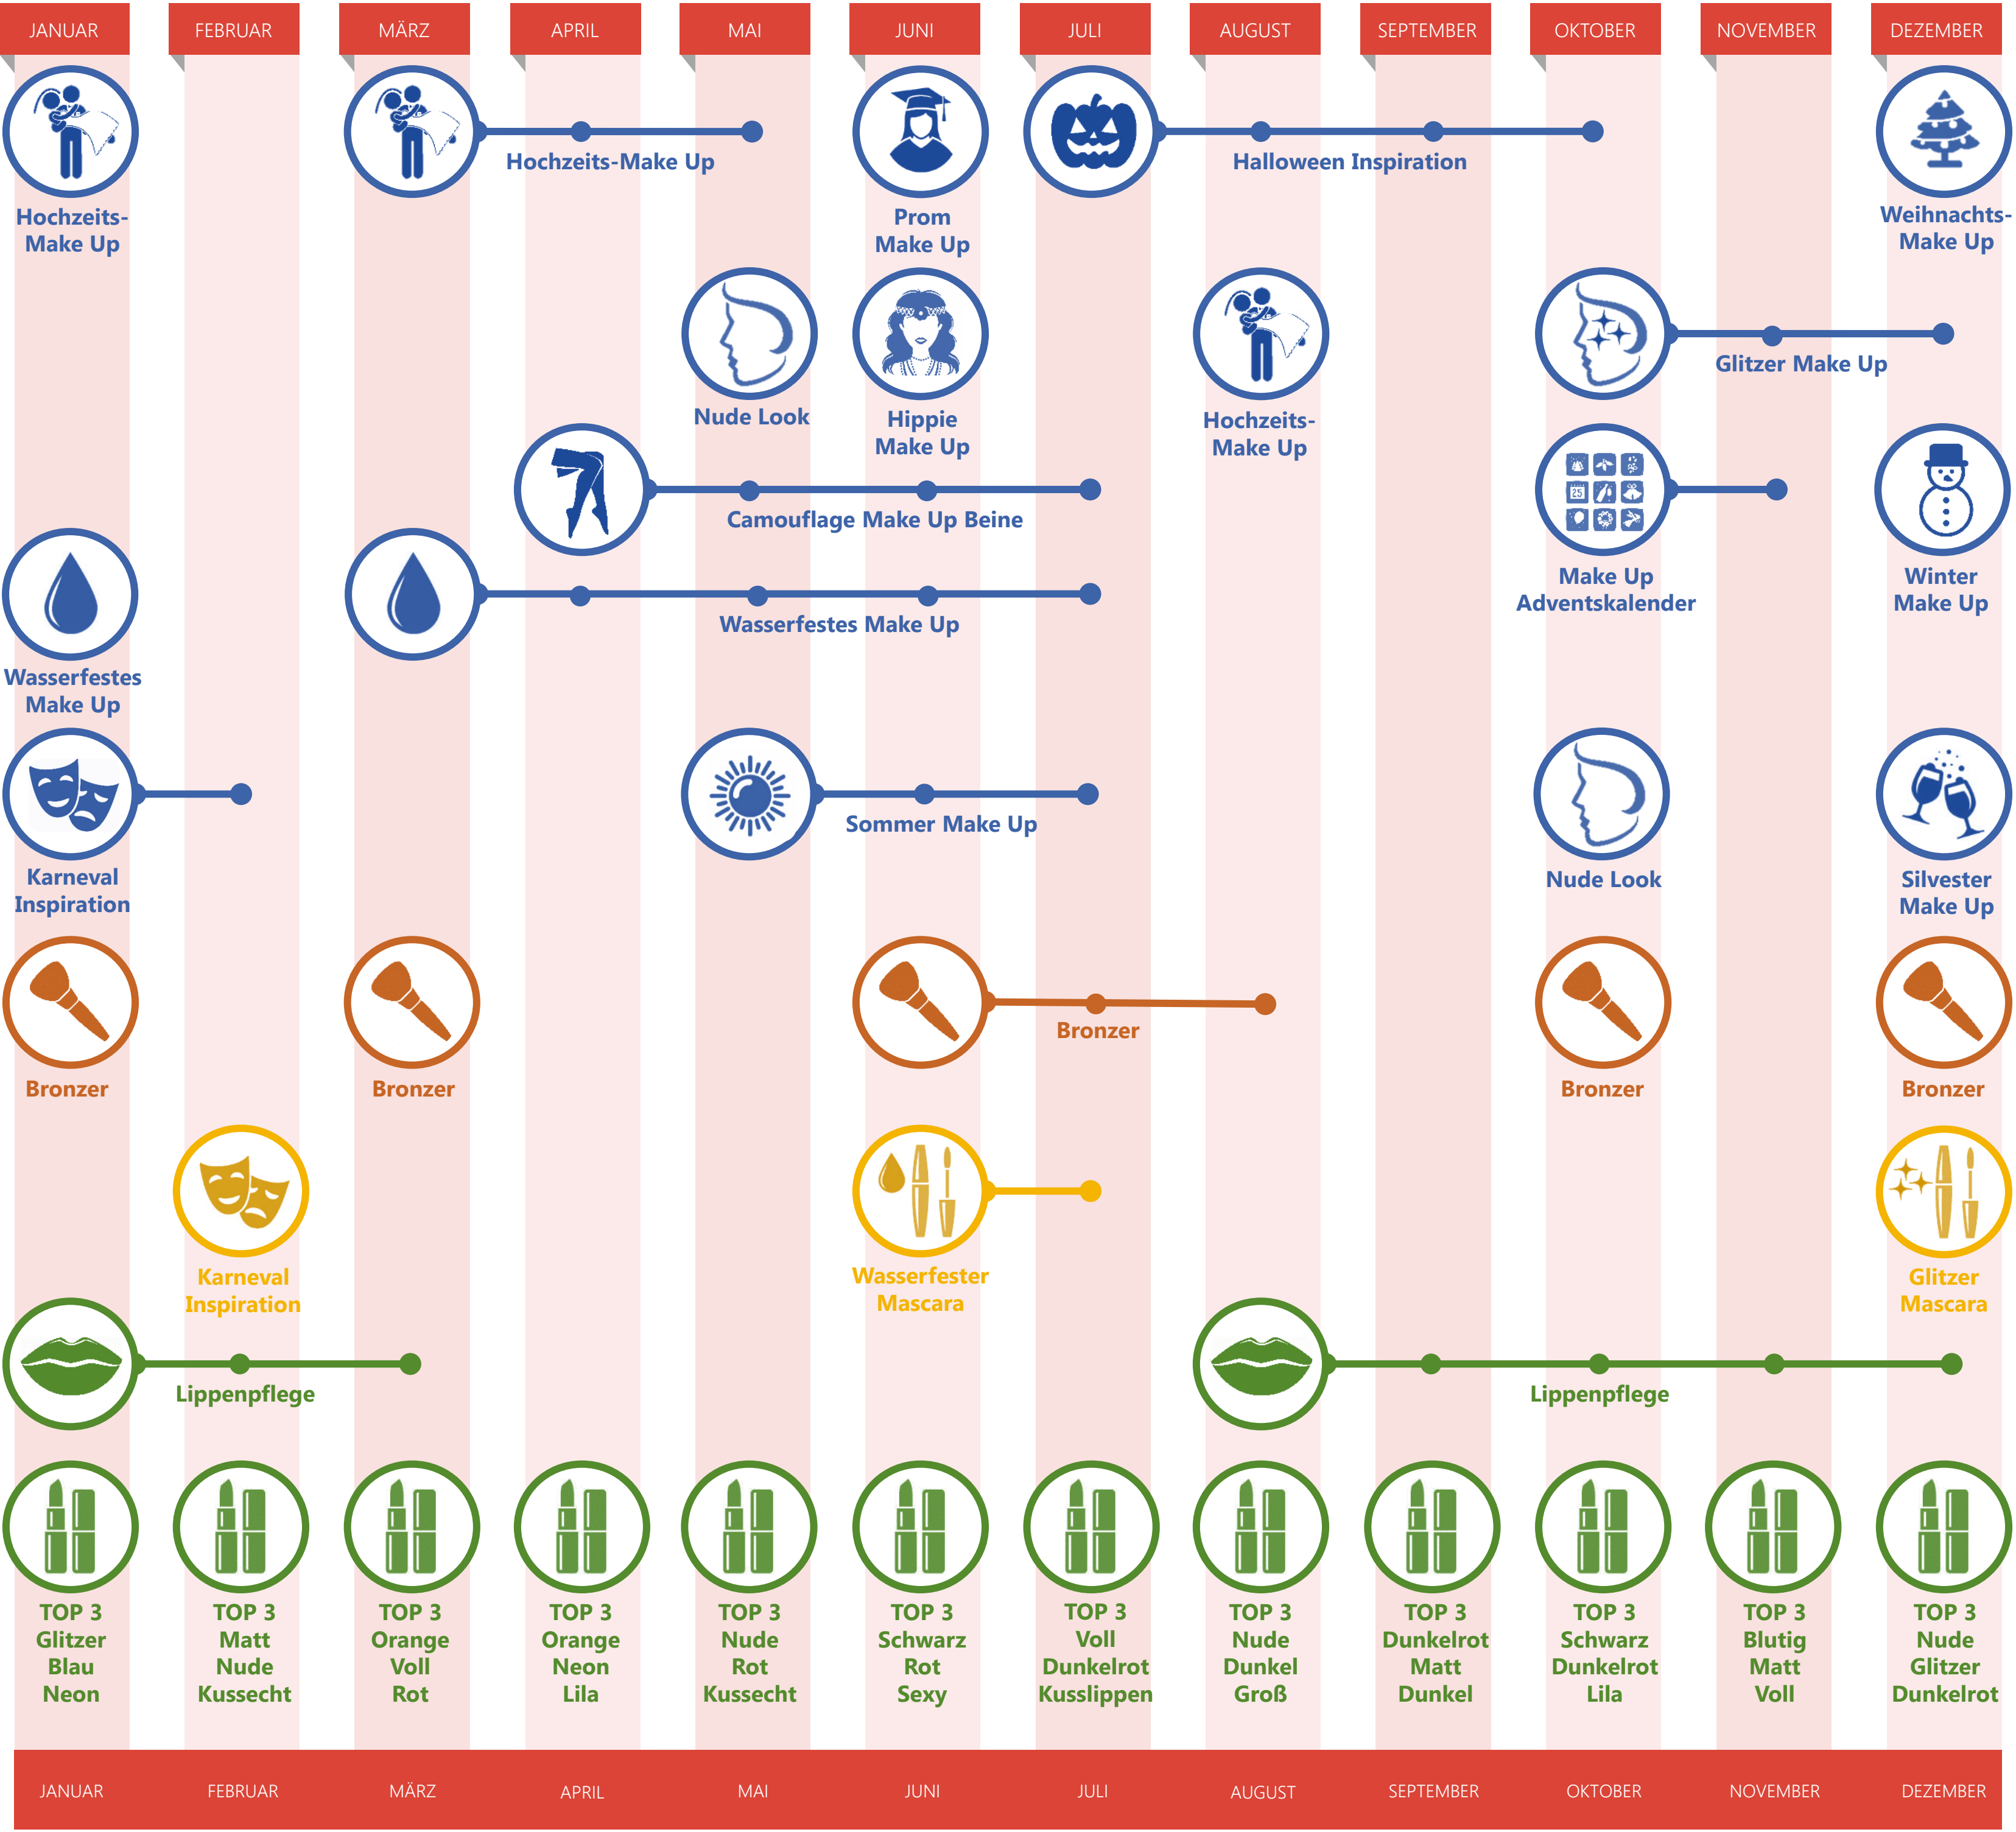 JANUAR
FEBRUAR
MÄRZ
APRIL
MAI
JUNI
JULI
AUGUST
SEPTEMBER
OKTOBER
NOVEMBER
DEZEMBER
Hochzeits-Make Up
Halloween Inspiration
Hochzeits-
Make Up
Prom
Make Up
Weihnachts-
Make Up
Glitzer Make Up
Nude Look
Hippie
Make Up
Hochzeits-
Make Up
25
Camouflage Make Up Beine
Make Up
Adventskalender
Winter
Make Up
Wasserfestes Make Up
Wasserfestes
Make Up
Sommer Make Up
Karneval
Inspiration
Nude Look
Silvester
Make Up
Bronzer
Bronzer
Bronzer
Bronzer
Bronzer
Karneval
Inspiration
Wasserfester
Mascara
Glitzer
Mascara
Lippenpflege
Lippenpflege
TOP 3
Glitzer
Blau
Neon
TOP 3
Matt
Nude
Kussecht
TOP 3
Orange
Voll
Rot
TOP 3
Orange
Neon
Lila
TOP 3
Nude
Rot
Kussecht
TOP 3
Schwarz
Rot
Sexy
TOP 3
Voll
Dunkelrot
Kusslippen
TOP 3
Nude
Dunkel
Groß
TOP 3
Dunkelrot
Matt
Dunkel
TOP 3
Schwarz
Dunkelrot
Lila
TOP 3
Blutig
Matt
Voll
TOP 3
Nude
Glitzer
Dunkelrot
JANUAR
FEBRUAR
MÄRZ
APRIL
MAI
JUNI
JULI
AUGUST
SEPTEMBER
OKTOBER
NOVEMBER
DEZEMBER